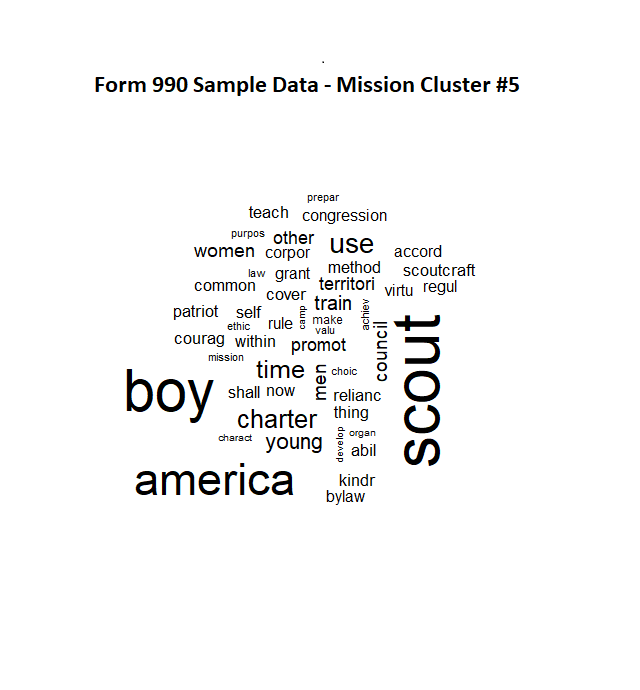 Form 990 Sample Data - Mission Cluster #5
prepar
teach congression
purpos other use
women corpor accord
law grant method scoutcraft
common territori virtu regul
cover train
patriot self camp make achiev
ethic rule valu
courag within promot council
mission
time men choic
boy shall now relianc scout
charter thing
charact young develop organ
abil
america kindr
bylaw